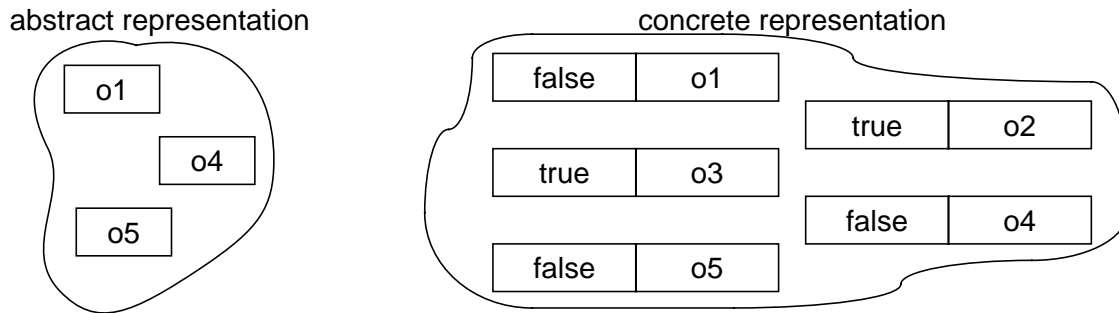 abstract representation
o1
o4
o5
concrete representation
false o1
true o2
true o3
false o4
false o5